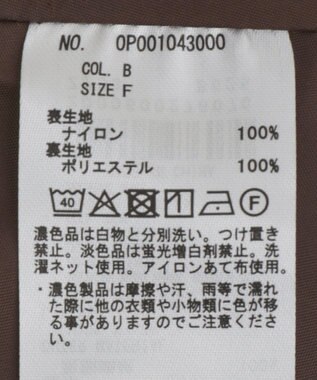 NO. 0P001043000
COL. B
SIZE F
表生地
ナイロン 100%
裏生地
ポリエステル 100%
40 F
濃色品は白物と分別洗い。つけ置き
禁止。淡色品は蛍光増白剤禁止。洗
濯ネット使用。アイロンあて布使用。
・濃色製品は摩擦や汗、雨等で濡れ
た際に他の衣類や小物類に色が移
る事がありますのでご注意くださ
い。